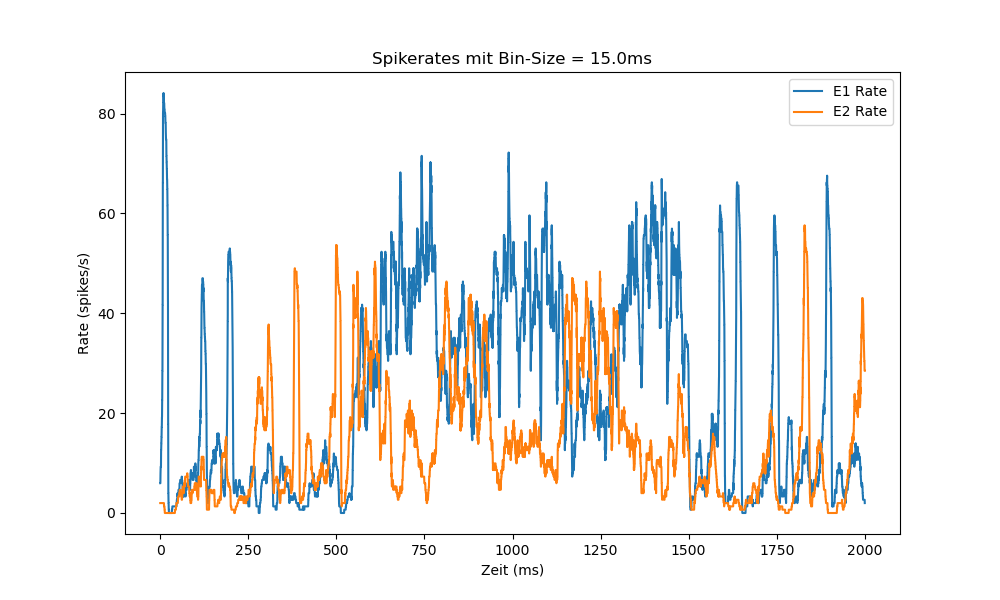 Spikerates mit Bin-Size = 15.0ms
E1 Rate
E2 Rate
Rate (spikes/s)
80
60
40
20
0
0 250 500 750 1000 1250 1500 1750 2000
Zeit (ms)